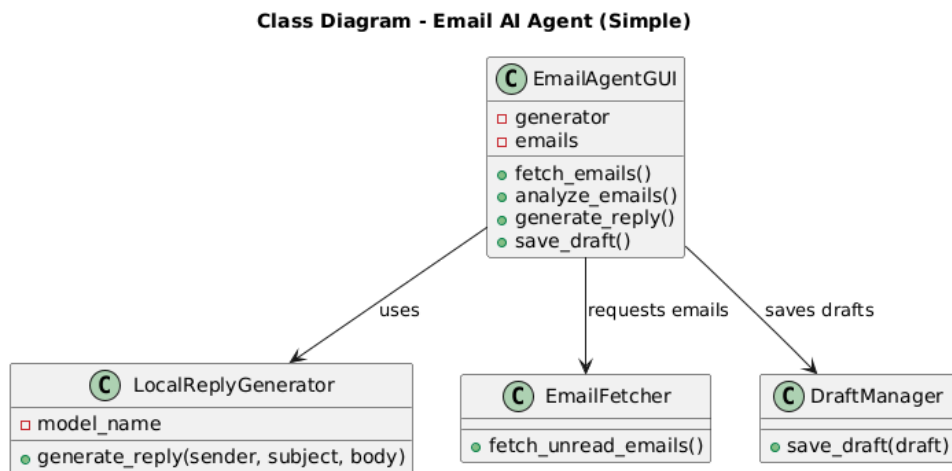 Class Diagram - Email AI Agent (Simple)
C EmailAgentGUI
generator
emails
fetch_emails()
analyze_emails()
generate_reply()
save_draft()
uses
requests emails
saves drafts
C LocalReplyGenerator
model_name
generate_reply(sender, subject, body)
C EmailFetcher
fetch_unread_emails()
C DraftManager
save_draft(draft)